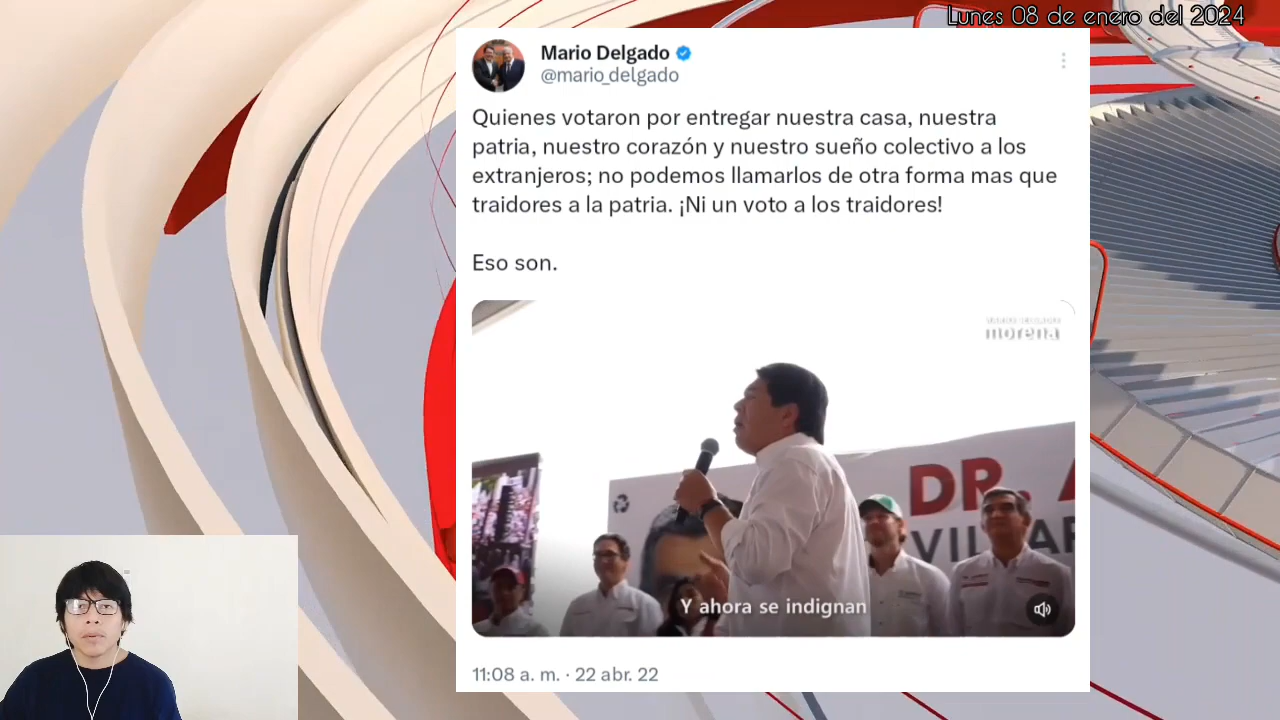 Lunes 08 de enero del 2024
Mario Delgado
@mario_delgado
Quienes votaron por entregar nuestra casa, nuestra
patria, nuestro corazón y nuestro sueño colectivo a los
extranjeros; no podemos llamarlos de otra forma mas que
traidores a la patria. ¡Ni un voto a los traidores!
Eso son.
morena
DR. A
Y ahora se indignan
11:08 a. m. · 22 abr. 22